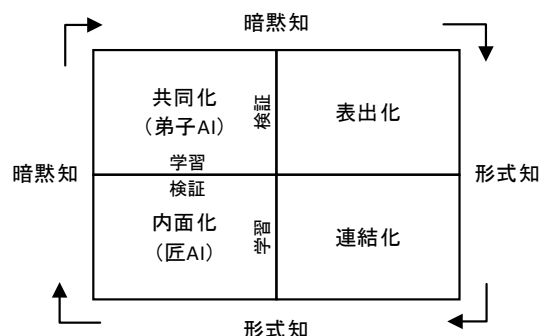 暗黙知
共同化
（弟子AI）
検証
表出化
学習
暗黙知
形式知
検証
内面化
（匠AI）
学習
連結化
形式知